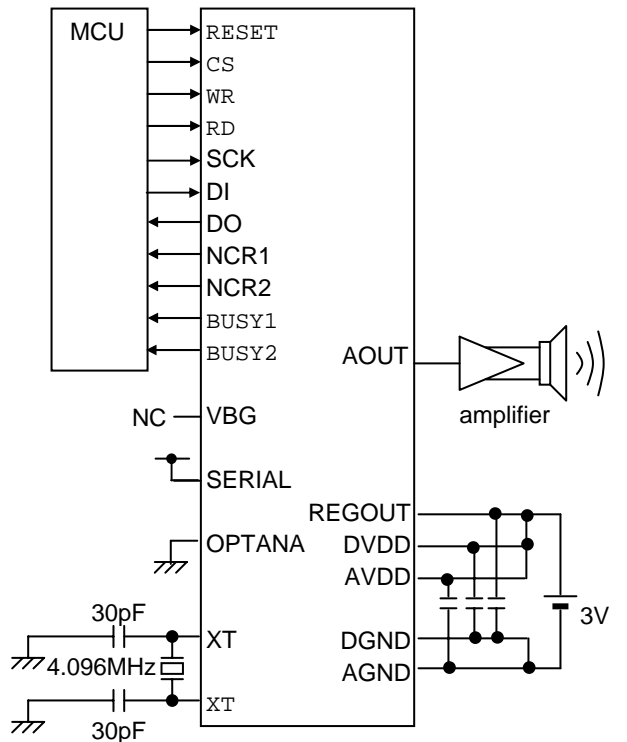 MCU
RESET
CS
WR
RD
SCK
DI
DO
NCR1
NCR2
BUSY1
BUSY2
AOUT
amplifier
NC
VBG
SERIAL
REGOUT
OPTANA
DVDD
AVDD
30pF
3V
XT
DGND
4.096MHz
AGND
XT
30pF